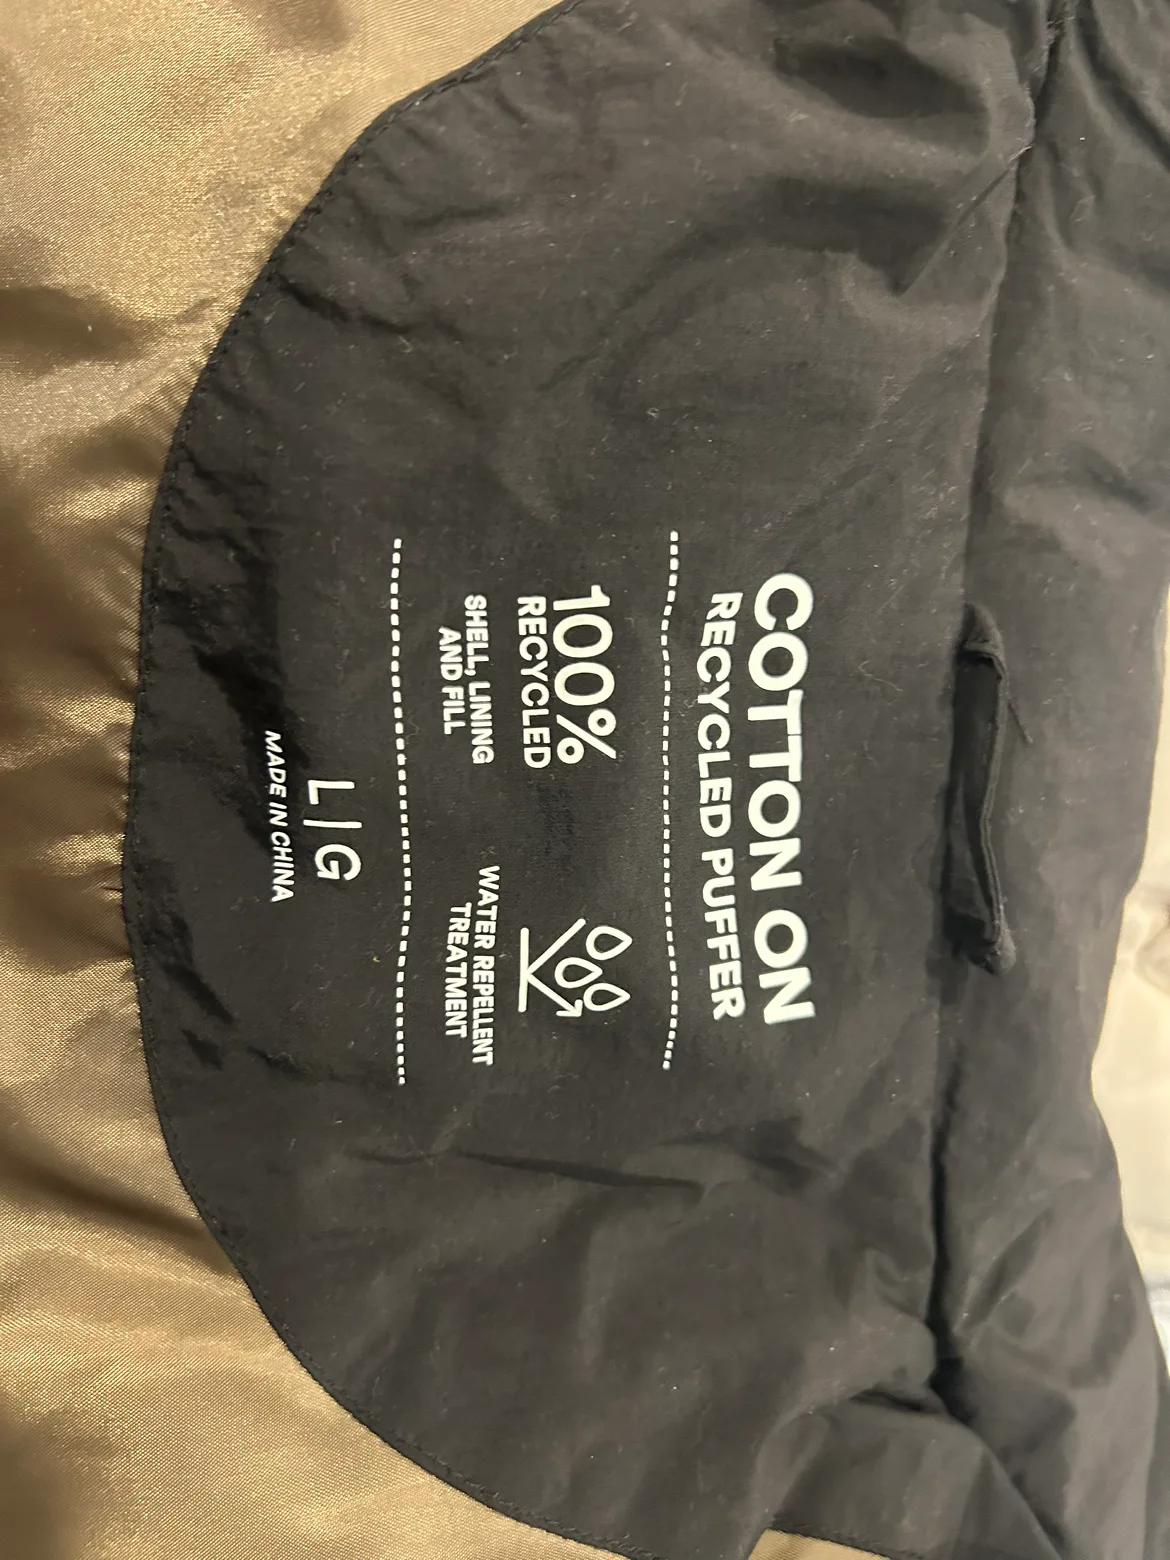 COTTON ON
RECYCLED PUFFER
100%
RECYCLED
SHELL, LINING
AND FILL
WATER REPELLENT
TREATMENT
L|G
MADE IN CHINA